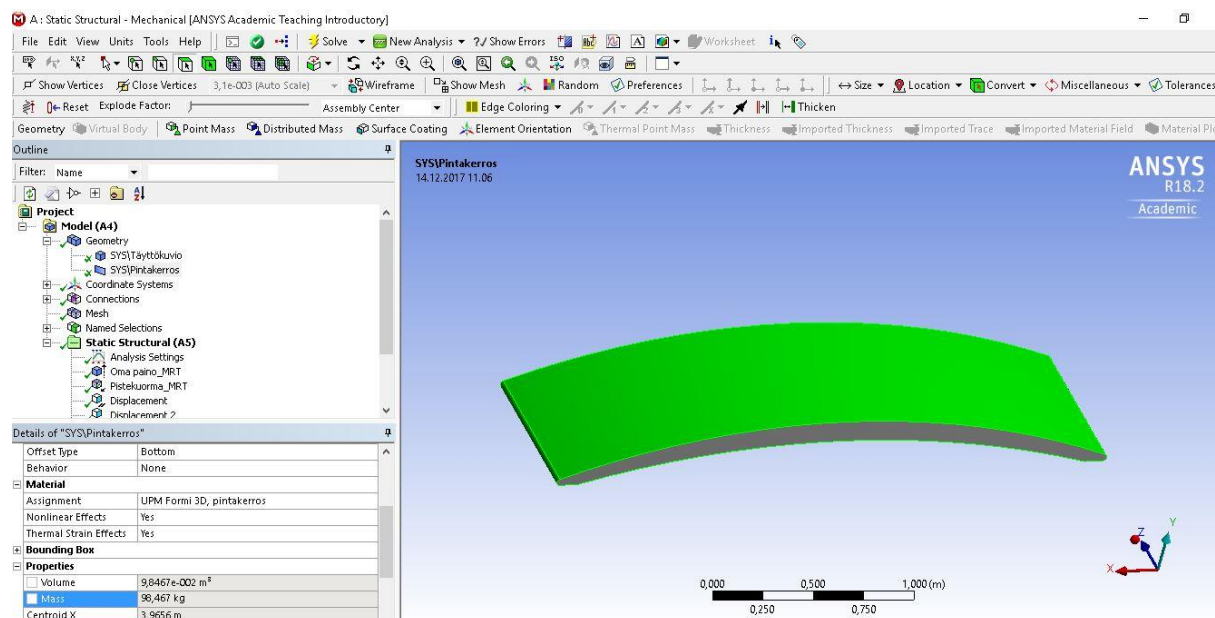 A : Static Structural - Mechanical [ANSYS Academic Teaching Introductory]
File Edit View Units Tools Help Solve New Analysis ?/ Show Errors Worksheet
Show Vertices Close Vertices 3,1e-003 (Auto Scale) Wireframe Show Mesh Random Preferences Size Location Convert Miscellaneous Tolerances
Reset Explode Factor: Assembly Center Edge Coloring Thicken
Geometry Virtual Body Point Mass Distributed Mass Surface Coating Element Orientation Thermal Point Mass Thickness Imported Thickness Imported Trace Imported Material Field Material
Outline
Filter: Name
Project
Model (A4)
Geometry
SYS\Täyttökuvio
SYS\Pintakerros
Coordinate Systems
Connections
Mesh
Named Selections
Static Structural (A5)
Analysis Settings
Oma paino_MRT
Pistekuorma_MRT
Displacement
Displacement 2
Details of "SYS\Pintakerros"
Offset Type Bottom
Behavior None
Material
Assignment UPM Formi 3D, pintakerros
Nonlinear Effects Yes
Thermal Strain Effects Yes
Bounding Box
Properties
Volume 9,8467e-002 m³
Mass 98,467 kg
Centroid X 3,9656 m
SYS\Pintakerros
14.12.2017 11.06
ANSYS
R18.2
Academic
Y
Z
X
0,000 0,500 1,000 (m)
0,250 0,750